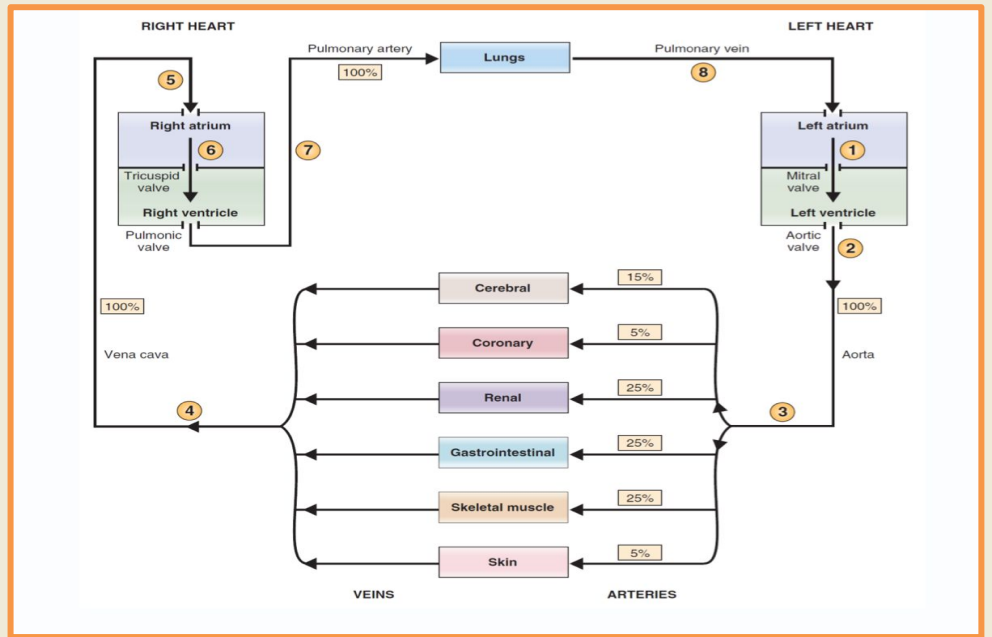 RIGHT HEART
LEFT HEART
Pulmonary artery
100%
Lungs
Pulmonary vein
8
5
Right atrium
6
Tricuspid
valve
Right ventricle
Pulmonic
valve
7
Left atrium
1
Mitral
valve
Left ventricle
Aortic
valve
2
100%
Vena cava
4
Cerebral
15%
Coronary
5%
Renal
25%
Gastrointestinal
25%
Skeletal muscle
25%
Skin
5%
100%
Aorta
3
VEINS
ARTERIES